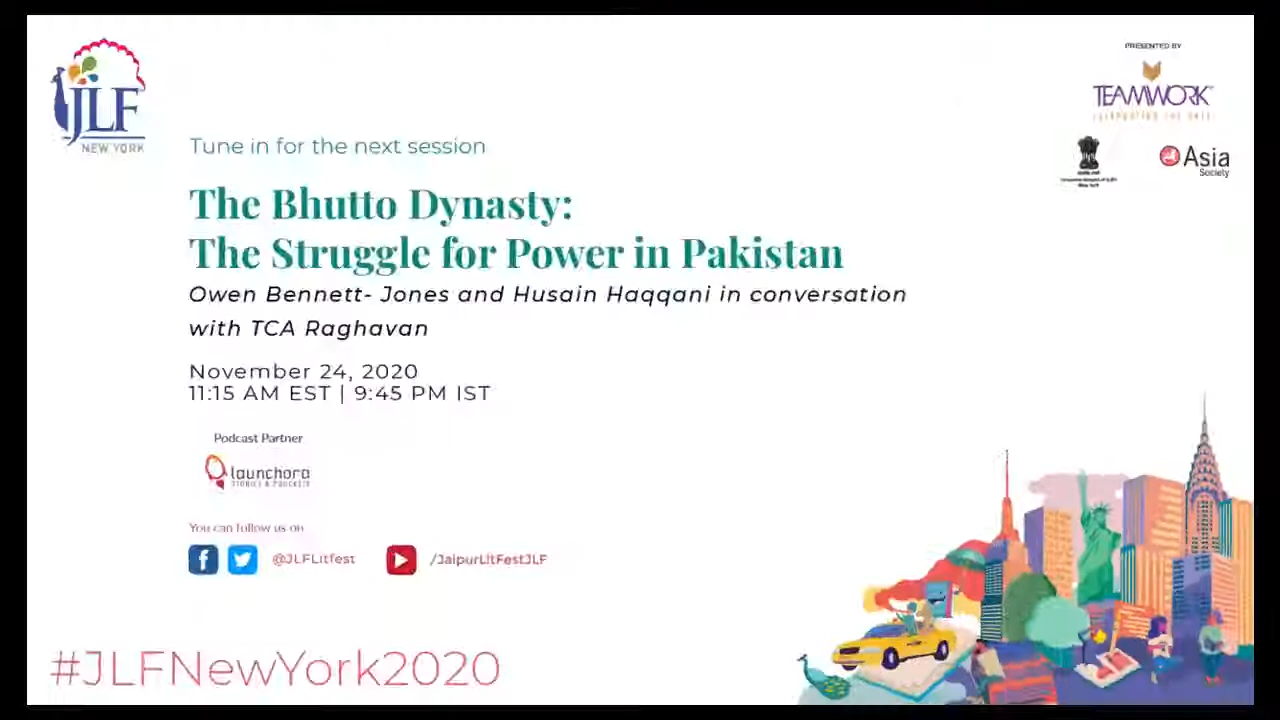 JLF
NEW YORK
PRESENTED BY
TEAMWORK
Asia
Society
Tune in for the next session
The Bhutto Dynasty:
The Struggle for Power in Pakistan
Owen Bennett- Jones and Husain Haqqani in conversation
with TCA Raghavan
November 24, 2020
11:15 AM EST | 9:45 PM IST
Podcast Partner
launchora
STORIES & PODCASTS
You can follow us on
@JLFLitfest
/JaipurLitFestJLF
#JLFNewYork2020